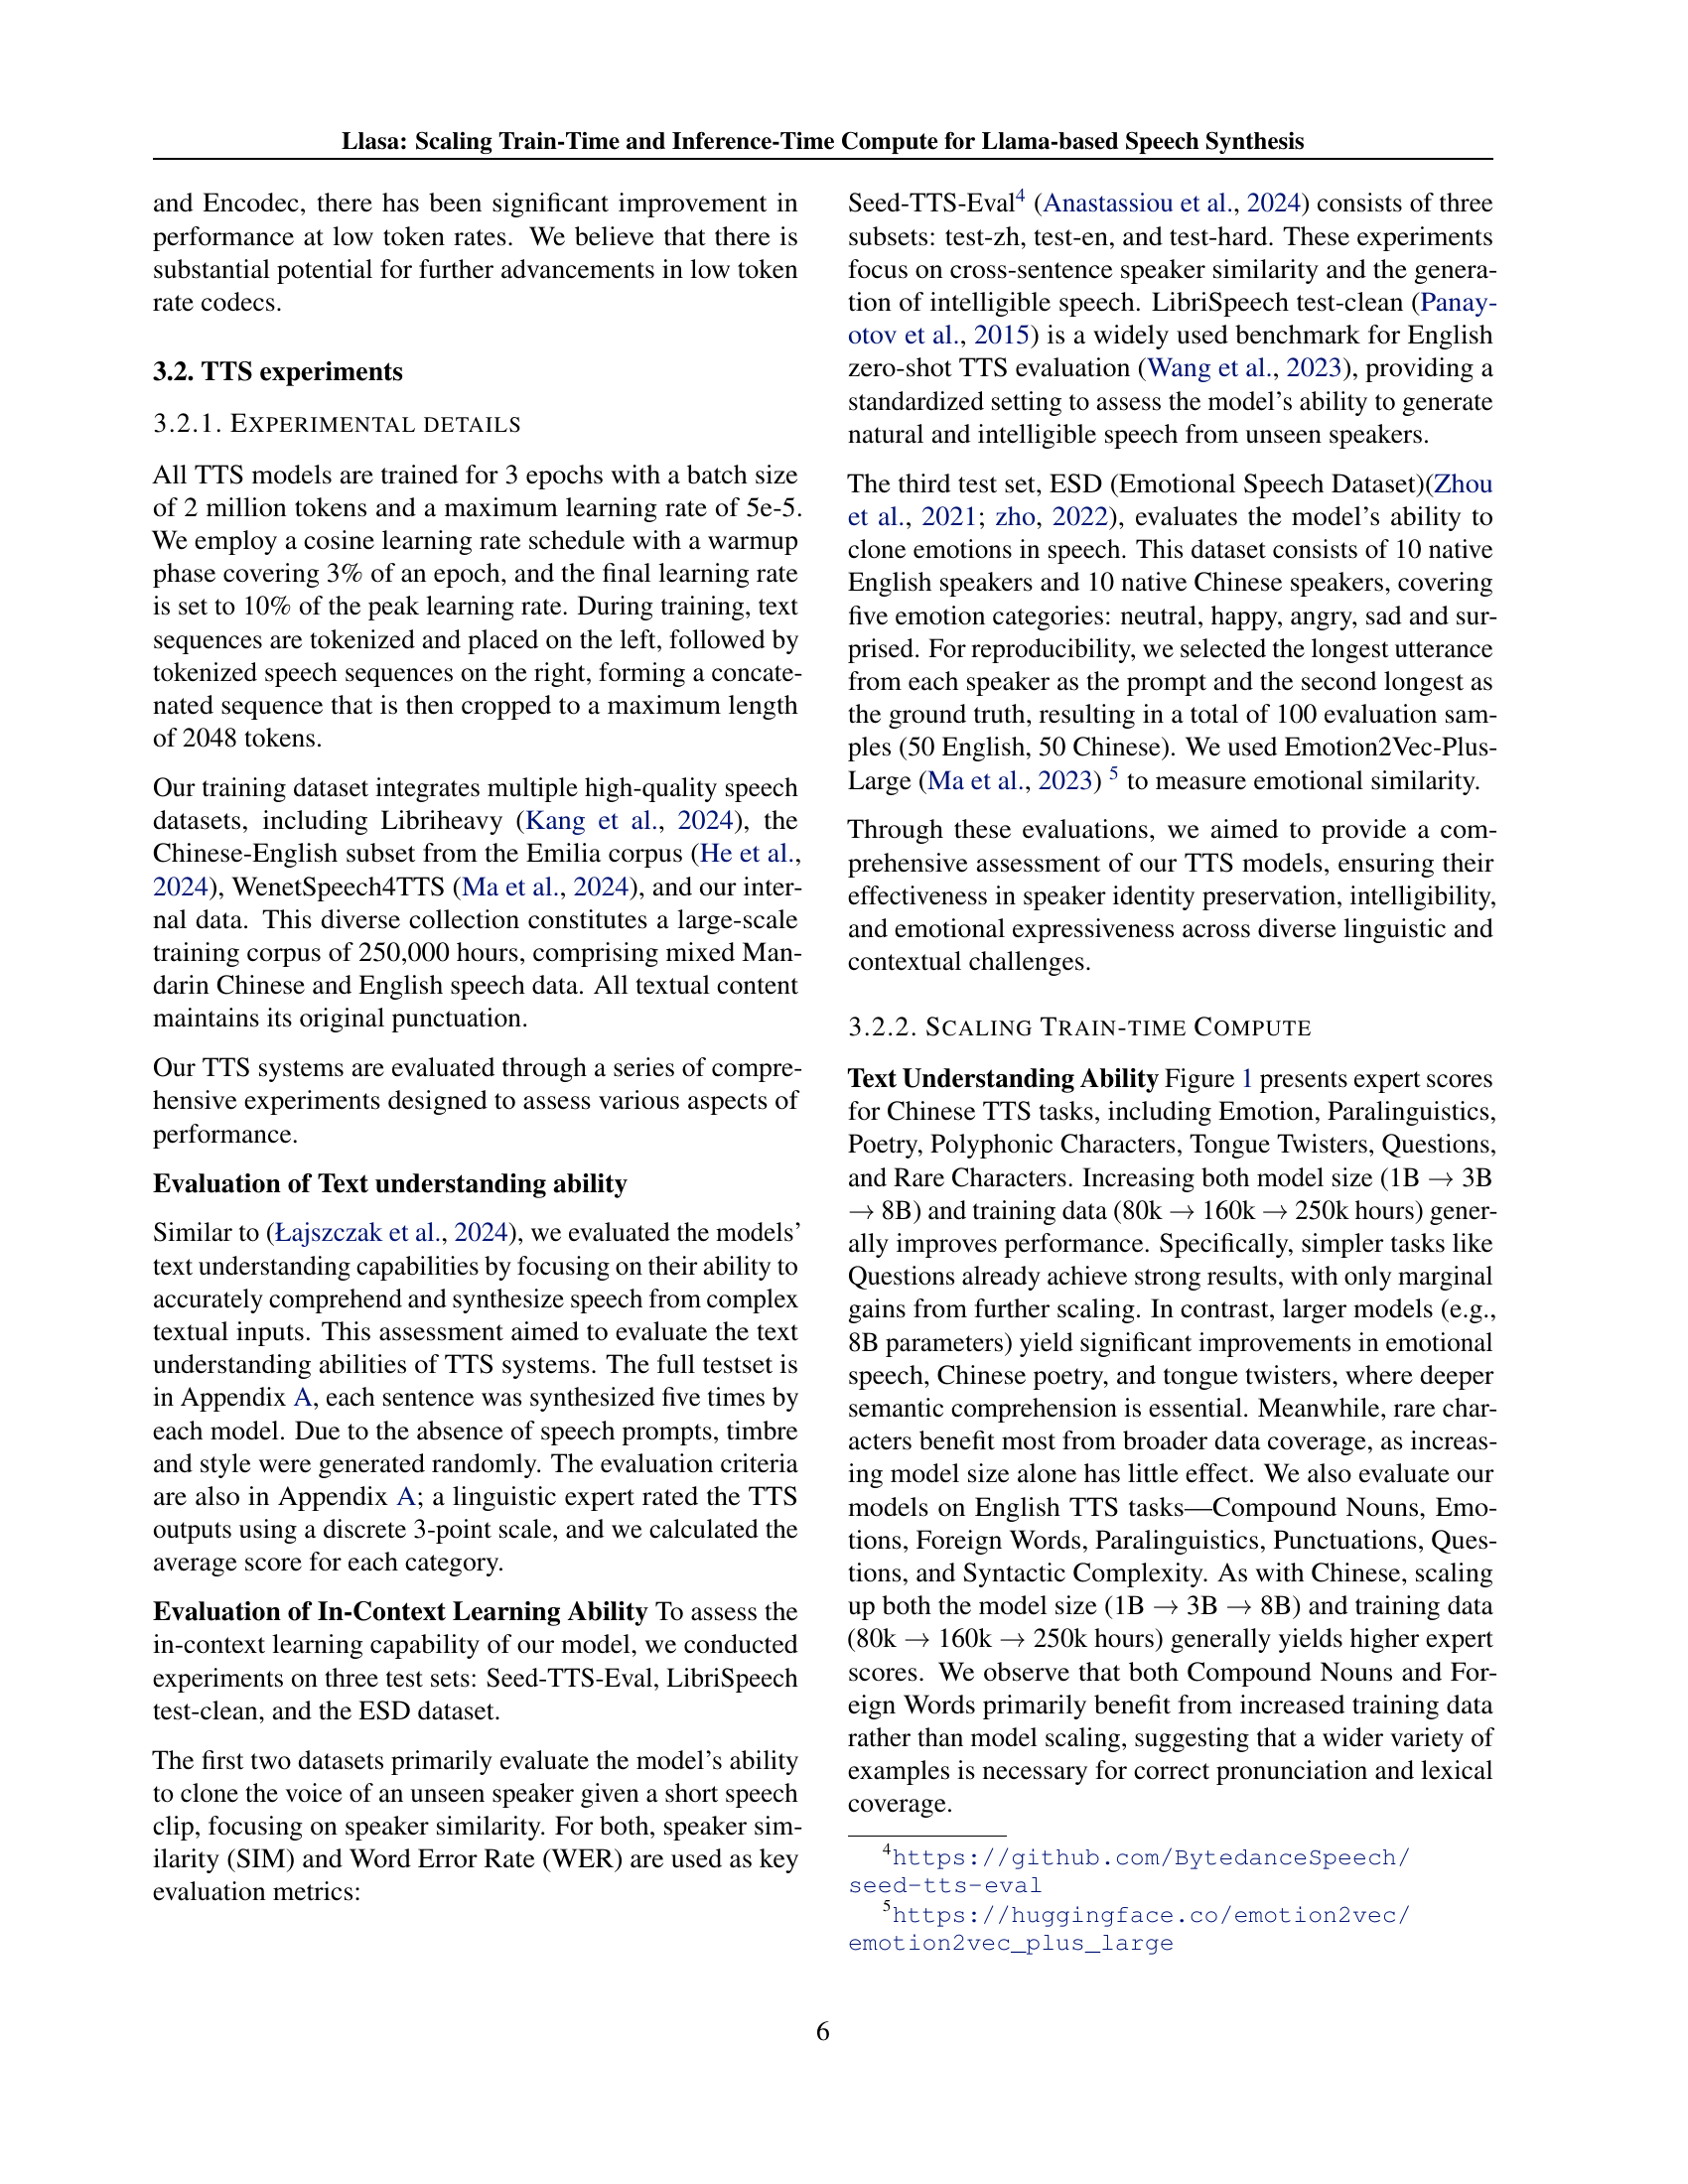 Llasa: Scaling Train-Time and Inference-Time Compute for Llama-based Speech Synthesis
and Encodec, there has been significant improvement in
performance at low token rates. We believe that there is
substantial potential for further advancements in low token
rate codecs.
3.2. TTS experiments
3.2.1. EXPERIMENTAL DETAILS
All TTS models are trained for 3 epochs with a batch size
of 2 million tokens and a maximum learning rate of 5e-5.
We employ a cosine learning rate schedule with a warmup
phase covering 3% of an epoch, and the final learning rate
is set to 10% of the peak learning rate. During training, text
sequences are tokenized and placed on the left, followed by
tokenized speech sequences on the right, forming a concate-
nated sequence that is then cropped to a maximum length
of 2048 tokens.
Our training dataset integrates multiple high-quality speech
datasets, including Libriheavy (Kang et al., 2024), the
Chinese-English subset from the Emilia corpus (He et al.,
2024), WenetSpeech4TTS (Ma et al., 2024), and our inter-
nal data. This diverse collection constitutes a large-scale
training corpus of 250,000 hours, comprising mixed Man-
darin Chinese and English speech data. All textual content
maintains its original punctuation.
Our TTS systems are evaluated through a series of compre-
hensive experiments designed to assess various aspects of
performance.
Evaluation of Text understanding ability
Similar to (Łajszczak et al., 2024), we evaluated the models'
text understanding capabilities by focusing on their ability to
accurately comprehend and synthesize speech from complex
textual inputs. This assessment aimed to evaluate the text
understanding abilities of TTS systems. The full testset is
in Appendix A, each sentence was synthesized five times by
each model. Due to the absence of speech prompts, timbre
and style were generated randomly. The evaluation criteria
are also in Appendix A; a linguistic expert rated the TTS
outputs using a discrete 3-point scale, and we calculated the
average score for each category.
Evaluation of In-Context Learning Ability To assess the
in-context learning capability of our model, we conducted
experiments on three test sets: Seed-TTS-Eval, LibriSpeech
test-clean, and the ESD dataset.
The first two datasets primarily evaluate the model's ability
to clone the voice of an unseen speaker given a short speech
clip, focusing on speaker similarity. For both, speaker sim-
ilarity (SIM) and Word Error Rate (WER) are used as key
evaluation metrics:
Seed-TTS-Eval4 (Anastassiou et al., 2024) consists of three
subsets: test-zh, test-en, and test-hard. These experiments
focus on cross-sentence speaker similarity and the genera-
tion of intelligible speech. LibriSpeech test-clean (Panay-
otov et al., 2015) is a widely used benchmark for English
zero-shot TTS evaluation (Wang et al., 2023), providing a
standardized setting to assess the model's ability to generate
natural and intelligible speech from unseen speakers.
The third test set, ESD (Emotional Speech Dataset)(Zhou
et al., 2021; zho, 2022), evaluates the model's ability to
clone emotions in speech. This dataset consists of 10 native
English speakers and 10 native Chinese speakers, covering
five emotion categories: neutral, happy, angry, sad and sur-
prised. For reproducibility, we selected the longest utterance
from each speaker as the prompt and the second longest as
the ground truth, resulting in a total of 100 evaluation sam-
ples (50 English, 50 Chinese). We used Emotion2Vec-Plus-
Large (Ma et al., 2023) 5 to measure emotional similarity.
Through these evaluations, we aimed to provide a com-
prehensive assessment of our TTS models, ensuring their
effectiveness in speaker identity preservation, intelligibility,
and emotional expressiveness across diverse linguistic and
contextual challenges.
3.2.2. SCALING TRAIN-TIME COMPUTE
Text Understanding Ability Figure 1 presents expert scores
for Chinese TTS tasks, including Emotion, Paralinguistics,
Poetry, Polyphonic Characters, Tongue Twisters, Questions,
and Rare Characters. Increasing both model size (1B → 3B
→ 8B) and training data (80k → 160k → 250k hours) gener-
ally improves performance. Specifically, simpler tasks like
Questions already achieve strong results, with only marginal
gains from further scaling. In contrast, larger models (e.g.,
8B parameters) yield significant improvements in emotional
speech, Chinese poetry, and tongue twisters, where deeper
semantic comprehension is essential. Meanwhile, rare char-
acters benefit most from broader data coverage, as increas-
ing model size alone has little effect. We also evaluate our
models on English TTS tasks—Compound Nouns, Emo-
tions, Foreign Words, Paralinguistics, Punctuations, Ques-
tions, and Syntactic Complexity. As with Chinese, scaling
up both the model size (1B → 3B → 8B) and training data
(80k → 160k → 250k hours) generally yields higher expert
scores. We observe that both Compound Nouns and For-
eign Words primarily benefit from increased training data
rather than model scaling, suggesting that a wider variety of
examples is necessary for correct pronunciation and lexical
coverage.
4https://github.com/BytedanceSpeech/
seed-tts-eval
5https://huggingface.co/emotion2vec/
emotion2vec_plus_large
6